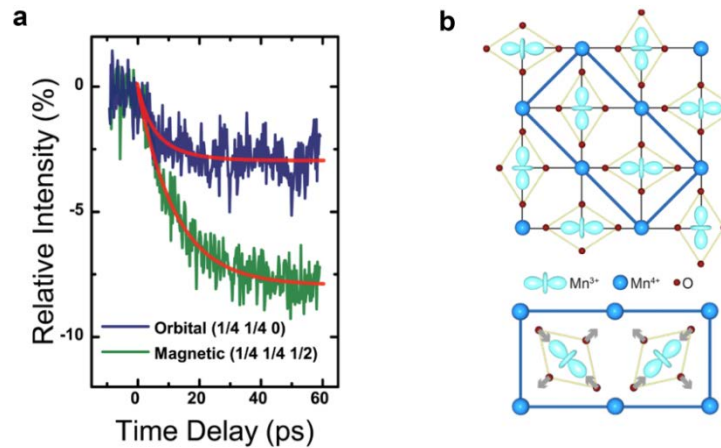 a
0
-5
-10
Relative Intensity (%)
Orbital (1/4 1/4 0)
Magnetic (1/4 1/4 1/2)
0
20
40
60
Time Delay (ps)
b
Mn³⁺ Mn⁴⁺ O